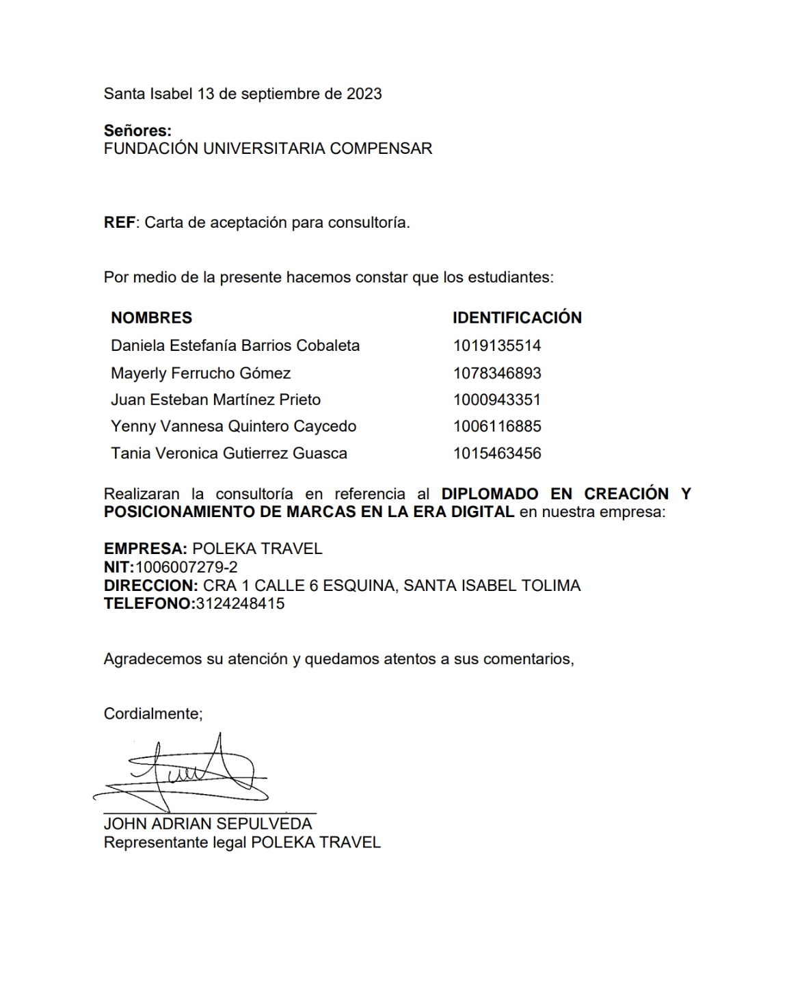 Santa Isabel 13 de septiembre de 2023
Señores:
FUNDACIÓN UNIVERSITARIA COMPENSAR
REF: Carta de aceptación para consultoría.
Por medio de la presente hacemos constar que los estudiantes:
NOMBRES IDENTIFICACIÓN
Daniela Estefanía Barrios Cobaleta 1019135514
Mayerly Ferrucho Gómez 1078346893
Juan Esteban Martínez Prieto 1000943351
Yenny Vannesa Quintero Caycedo 1006116885
Tania Veronica Gutierrez Guasca 1015463456
Realizaran la consultoría en referencia al DIPLOMADO EN CREACIÓN Y
POSICIONAMIENTO DE MARCAS EN LA ERA DIGITAL en nuestra empresa:
EMPRESA: POLEKA TRAVEL
NIT:1006007279-2
DIRECCION: CRA 1 CALLE 6 ESQUINA, SANTA ISABEL TOLIMA
TELEFONO:3124248415
Agradecemos su atención y quedamos atentos a sus comentarios,
Cordialmente;
JOHN ADRIAN SEPULVEDA
Representante legal POLEKA TRAVEL